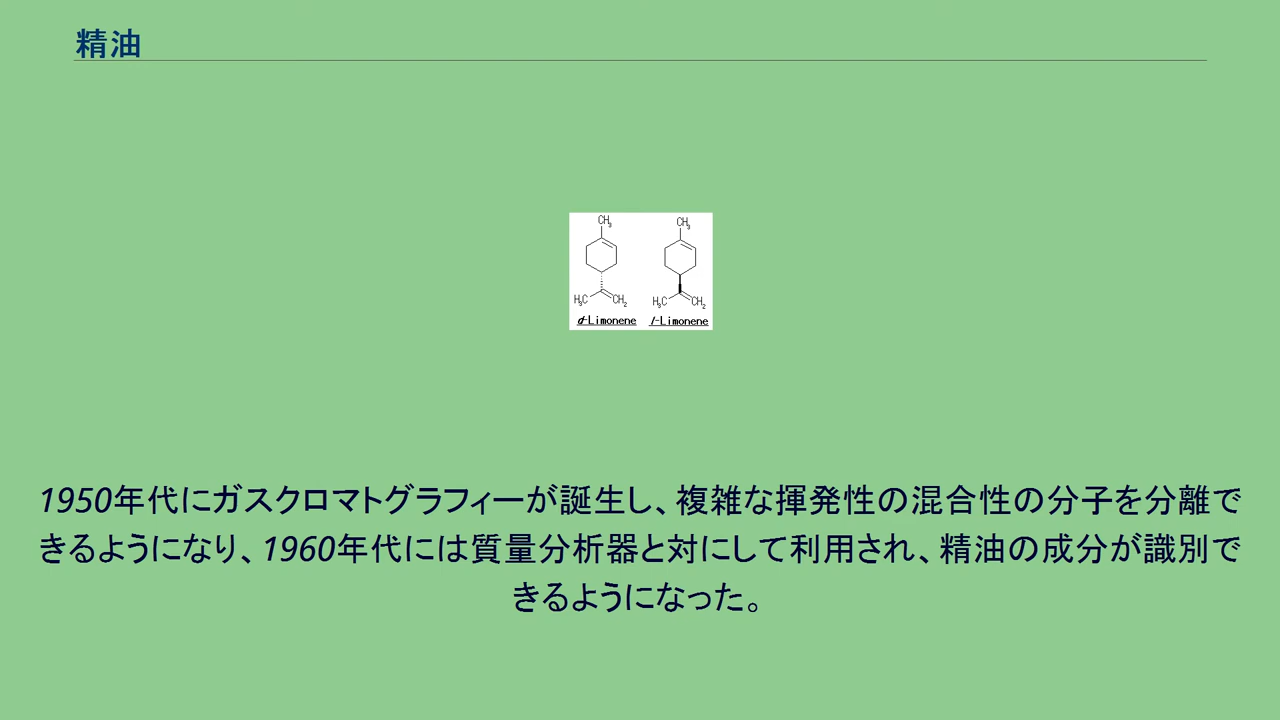 精油
CH3 CH3
H3C CH2 H3C CH2
d-Limonene l-Limonene
1950年代にガスクロマトグラフィーが誕生し、複雑な揮発性の混合性の分子を分離で
きるようになり、1960年代には質量分析器と対にして利用され、精油の成分が識別で
きるようになった。